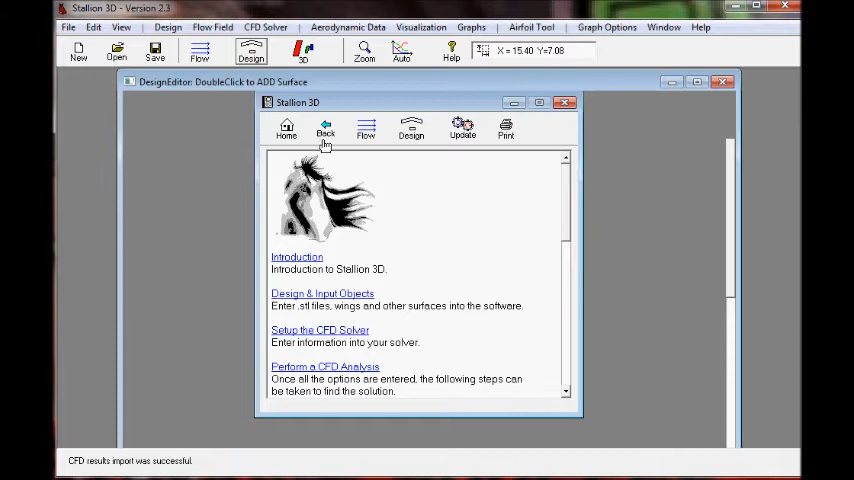 Stallion 3D - Version 2.3
File Edit View Design Flow Field CFD Solver Aerodynamic Data Visualization Graphs Airfoil Tool Graph Options Window Help
New Open Save Flow Design 3D Zoom Auto Help X = 15.40 Y=7.08
DesignEditor: DoubleClick to ADD Surface
Stallion 3D
Home Back Flow Design Update Print
Introduction
Introduction to Stallion 3D.
Design & Input Objects
Enter .stl files, wings and other surfaces into the software.
Setup the CFD Solver
Enter information into your solver.
Perform a CFD Analysis
Once all the options are entered, the following steps can
be taken to find the solution.
CFD results import was successful.